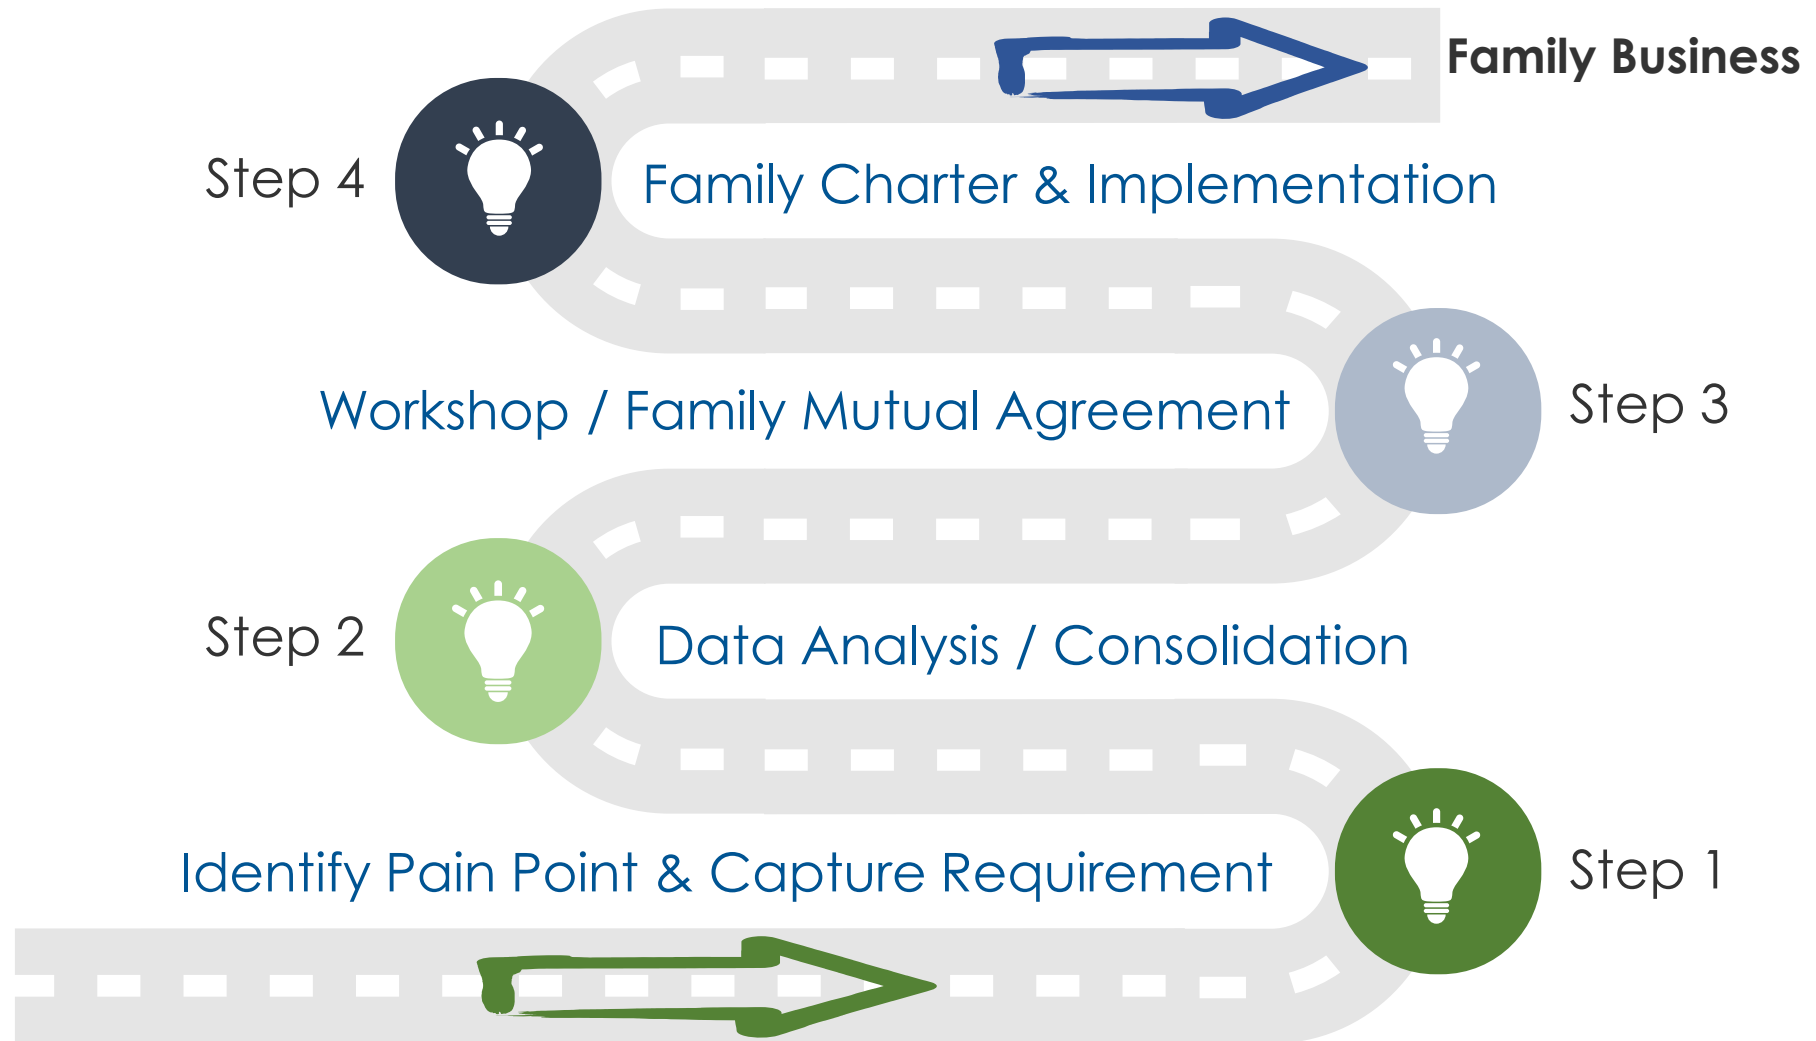 Family Business
Step 4
Family Charter & Implementation
Workshop / Family Mutual Agreement
Step 3
Step 2
Data Analysis / Consolidation
Identify Pain Point & Capture Requirement
Step 1